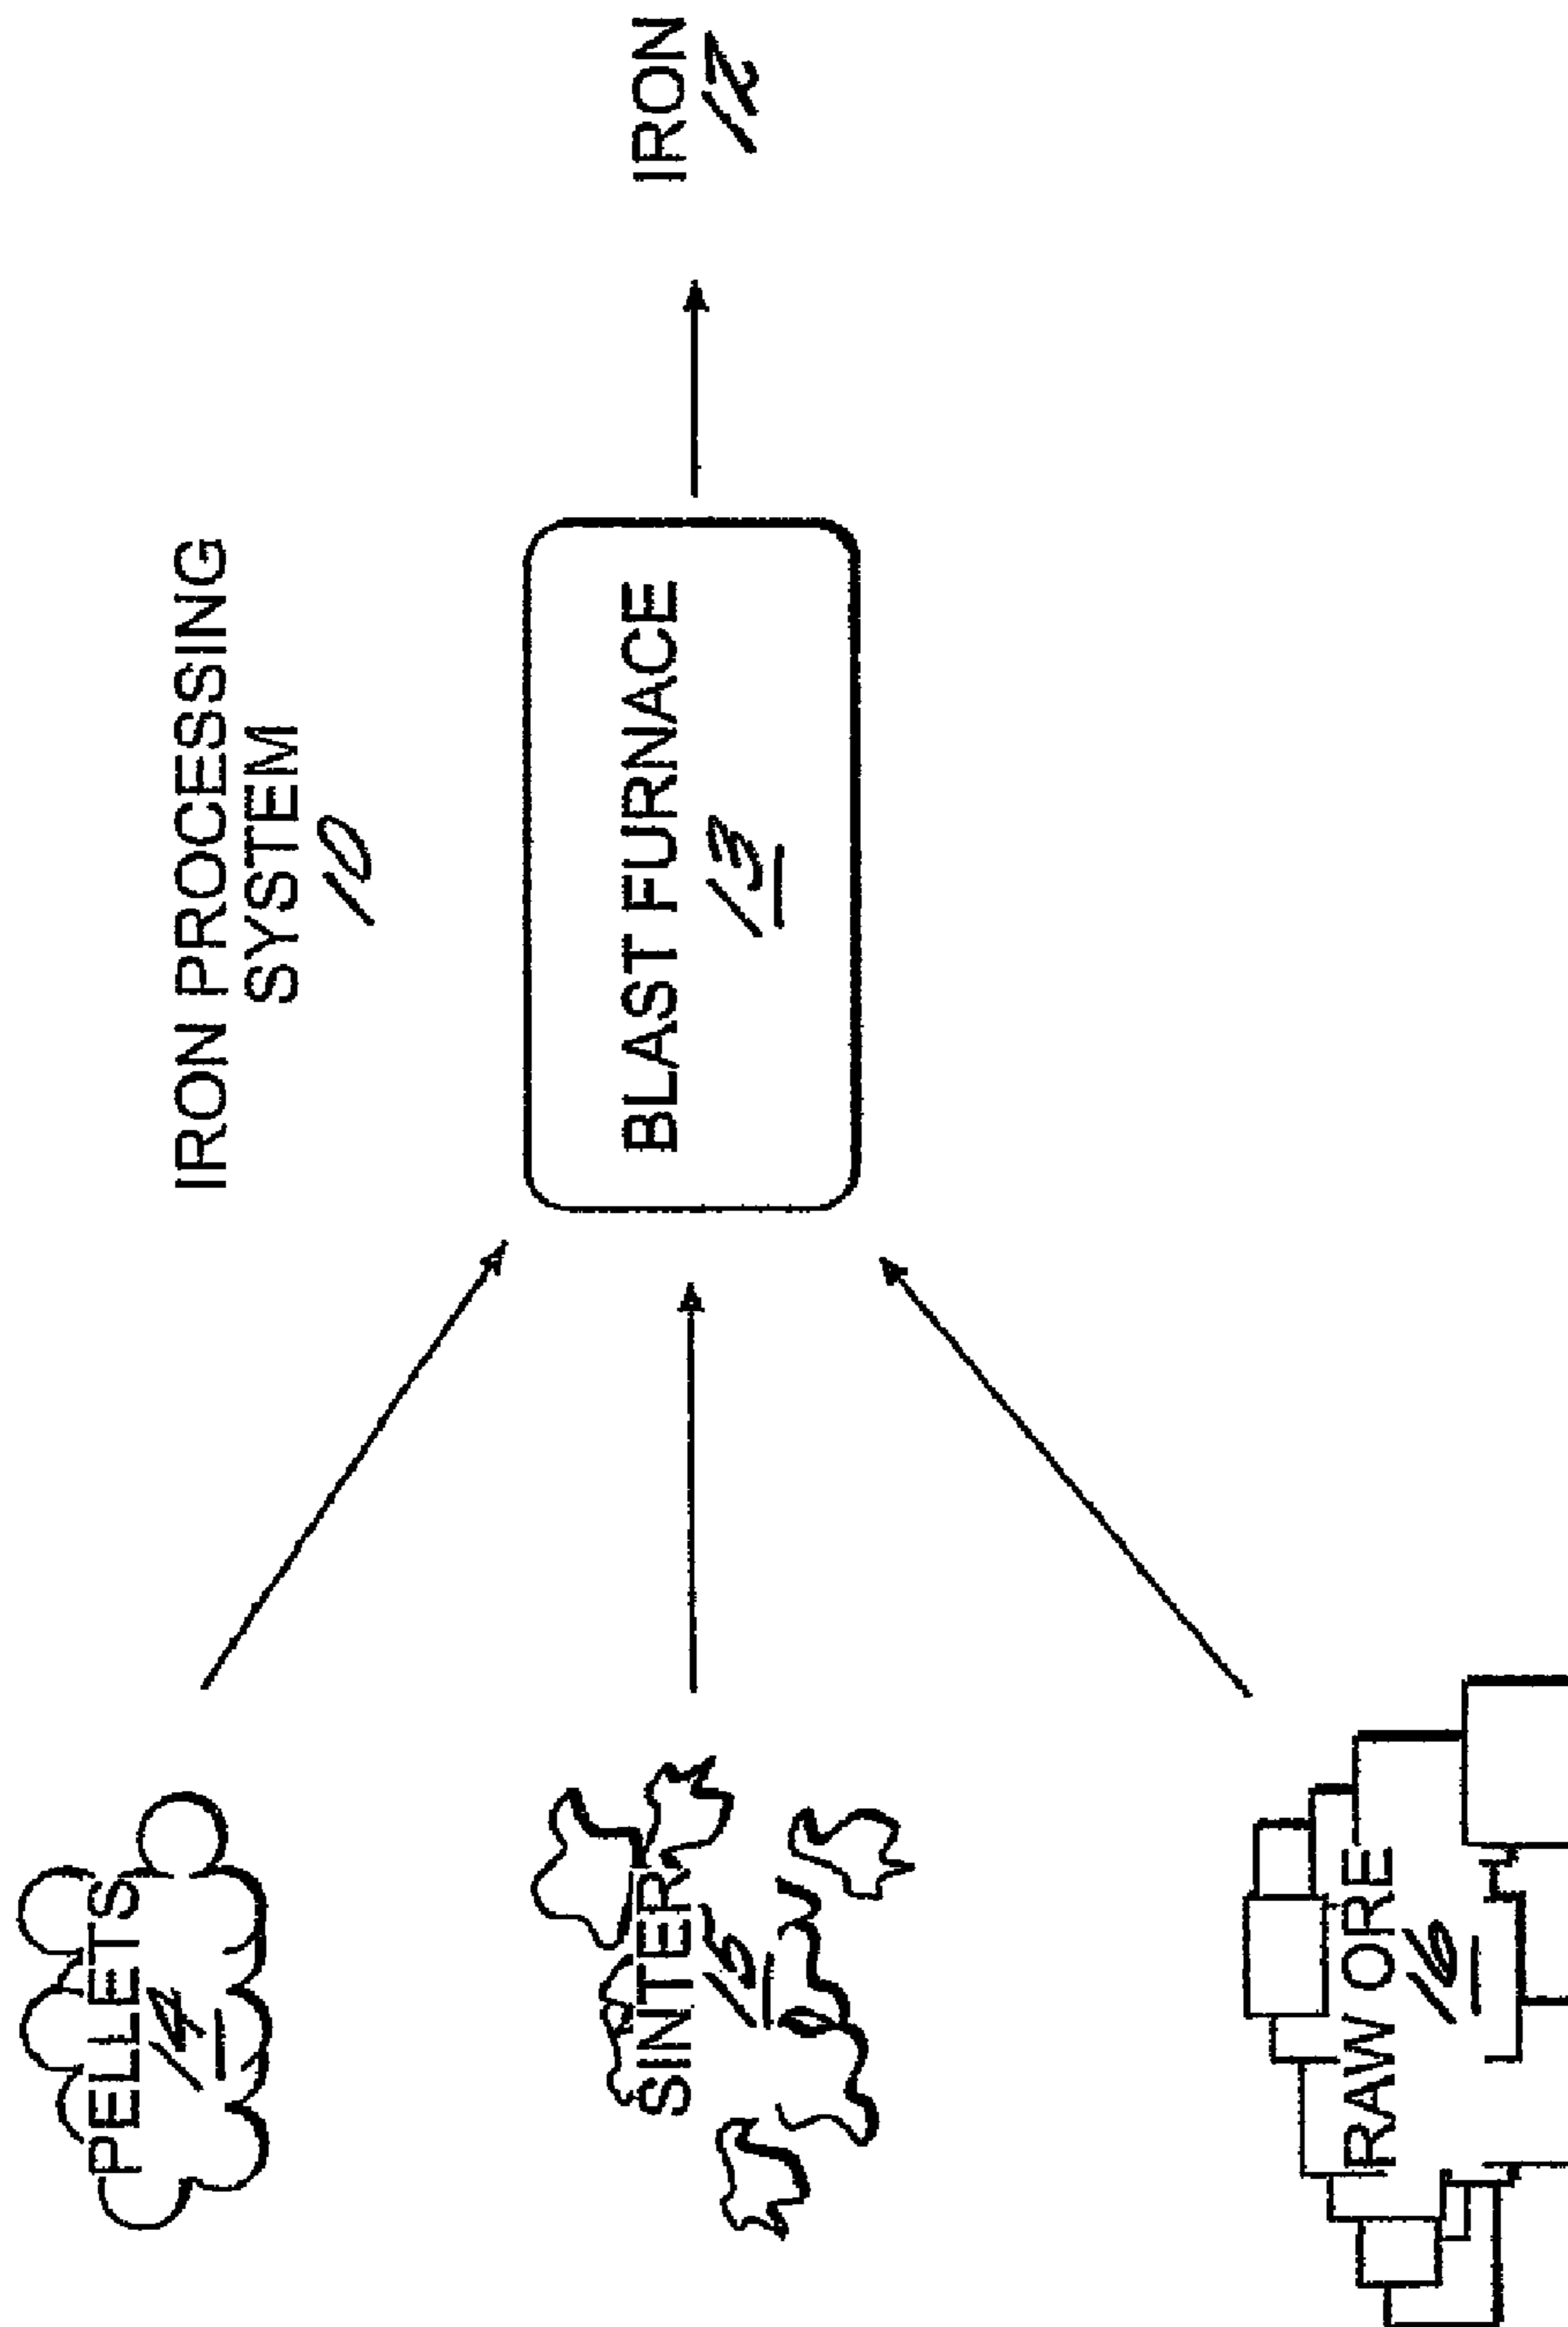 IRON PROCESSING
SYSTEM
10
PELLETS
14
SINTER
15
RAW ORE
16
BLAST FURNACE
13
IRON
12